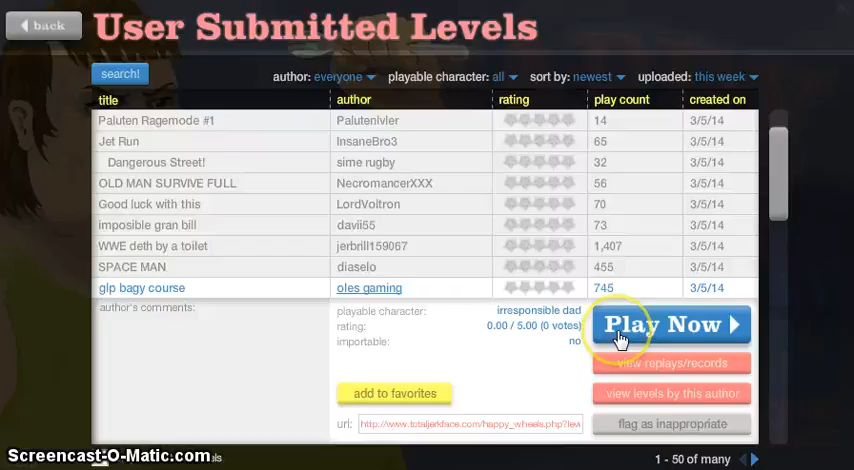 back
User Submitted Levels
search!
author: everyone playable character: all sort by: newest uploaded: this week
title author rating play count created on
Paluten Ragemode #1 Palutenlvler 14 3/5/14
Jet Run InsaneBro3 65 3/5/14
Dangerous Street! sime rugby 32 3/5/14
OLD MAN SURVIVE FULL NecromancerXXX 56 3/5/14
Good luck with this LordVoltron 70 3/5/14
imposible gran bill davii55 73 3/5/14
WWE deth by a toilet jerbrill159067 1,407 3/5/14
SPACE MAN diaselo 455 3/5/14
glp bagy course oles gaming 745 3/5/14
author's comments:
playable character: irresponsible dad
rating: 0.00 / 5.00 (0 votes)
importable: no
Play Now
view replays/records
add to favorites
view levels by this author
url: http://www.totaljerkface.com/happy_wheels.php?lev
flag as inappropriate
Screencast-O-Matic.com
1 - 50 of many